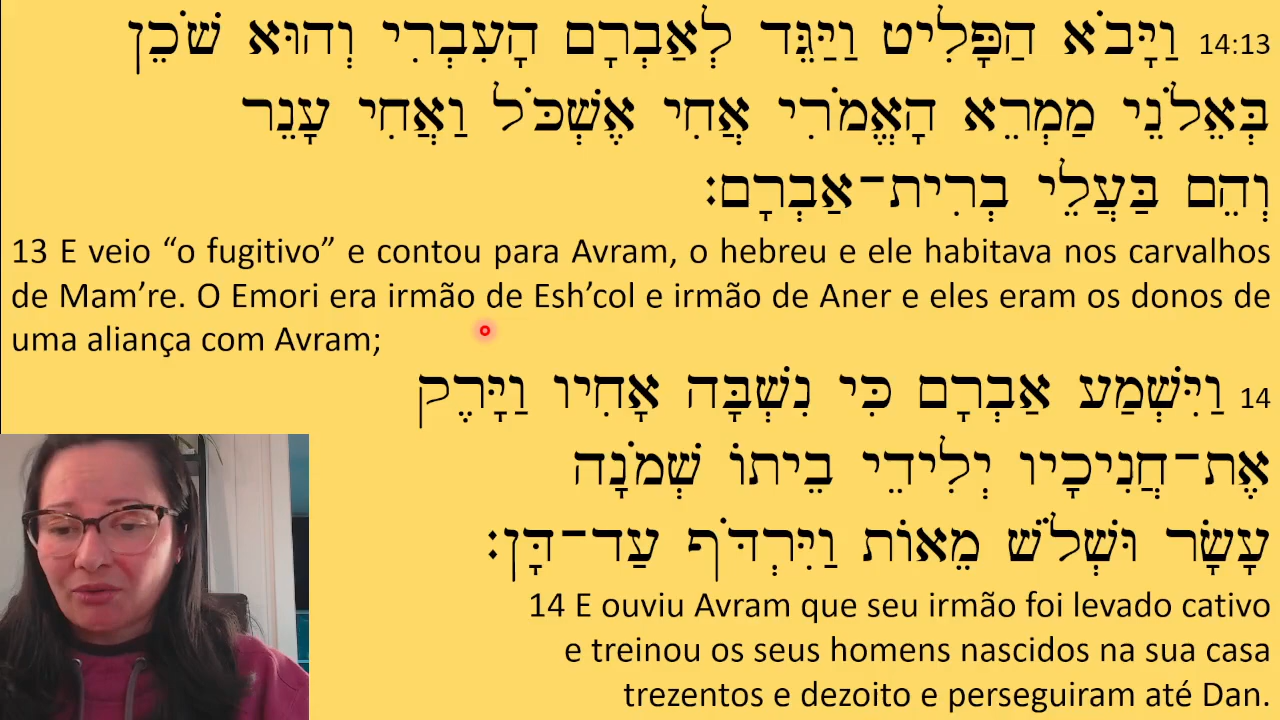 14:13 וַיָּבֹא הַפָּלִיט וַיַּגֵּד לְאַבְרָם הָעִבְרִי וְהוּא שֹׁכֵן
בְּאֵלֹנֵי מַמְרֵא הָאֱמֹרִי אֲחִי אֶשְׁכֹּל וַאֲחִי עָנֵר
וְהֵם בַּעֲלֵי בְרִית־אַבְרָם׃
13 E veio “o fugitivo” e contou para Avram, o hebreu e ele habitava nos carvalhos
de Mam’re. O Emori era irmão de Esh’col e irmão de Aner e eles eram os donos de
uma aliança com Avram;
14 וַיִּשְׁמַע אַבְרָם כִּי נִשְׁבָּה אָחִיו וַיָּרֶק
אֶת־חֲנִיכָיו יְלִידֵי בֵיתוֹ שְׁמֹנָה
עָשָׂר וּשְׁלֹשׁ מֵאוֹת וַיִּרְדֹּף עַד־דָּן׃
14 E ouviu Avram que seu irmão foi levado cativo
e treinou os seus homens nascidos na sua casa
trezentos e dezoito e perseguiram até Dan.